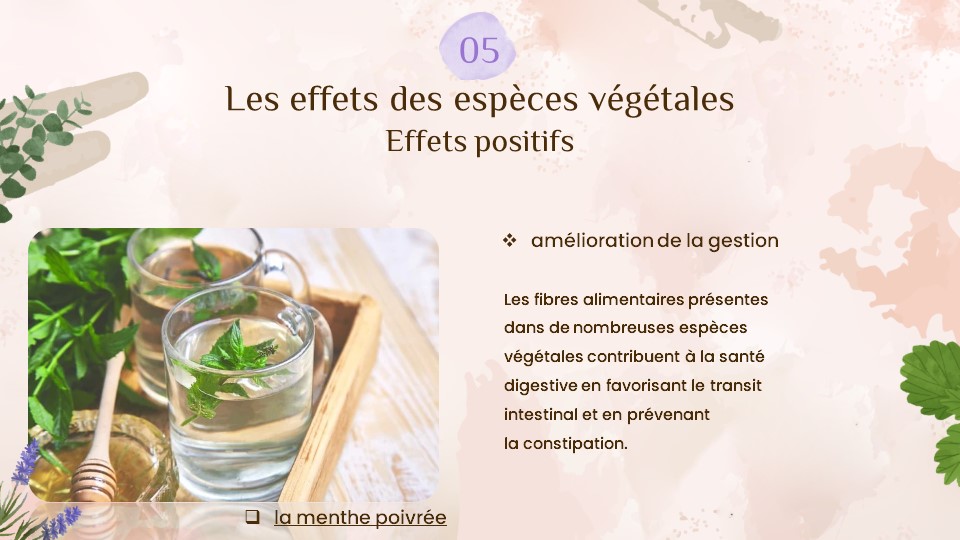 05
Les effets des espèces végétales
Effets positifs
❖ amélioration de la gestion
Les fibres alimentaires présentes
dans de nombreuses espèces
végétales contribuent à la santé
digestive en favorisant le transit
intestinal et en prévenant
la constipation.
❑ la menthe poivrée